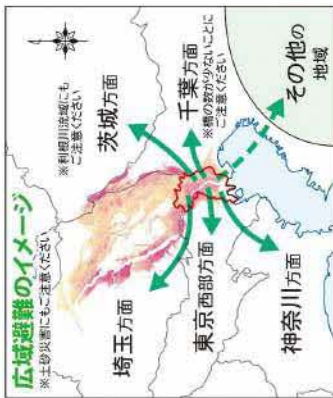 広域避難のイメージ
※土砂災害にもご注意ください
※利根川流域にも
ご注意ください
茨城方面
埼玉方面
千葉方面
※橋の数が少ないことに
ご注意ください
東京西部方面
神奈川方面
その他の
地域